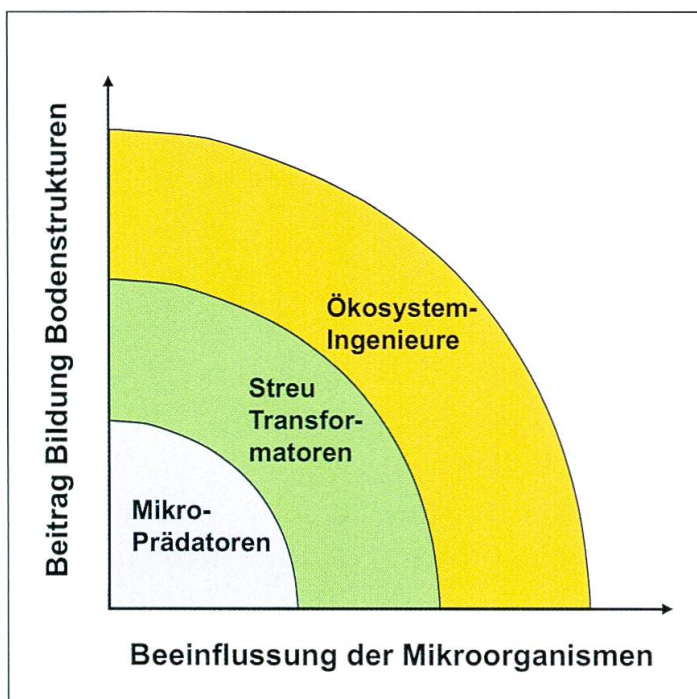 Beitrag Bildung Bodenstrukturen
Ökosystem-
Ingenieure
Streu
Transfor-
matoren
Mikro-
Prädatoren
Beeinflussung der Mikroorganismen